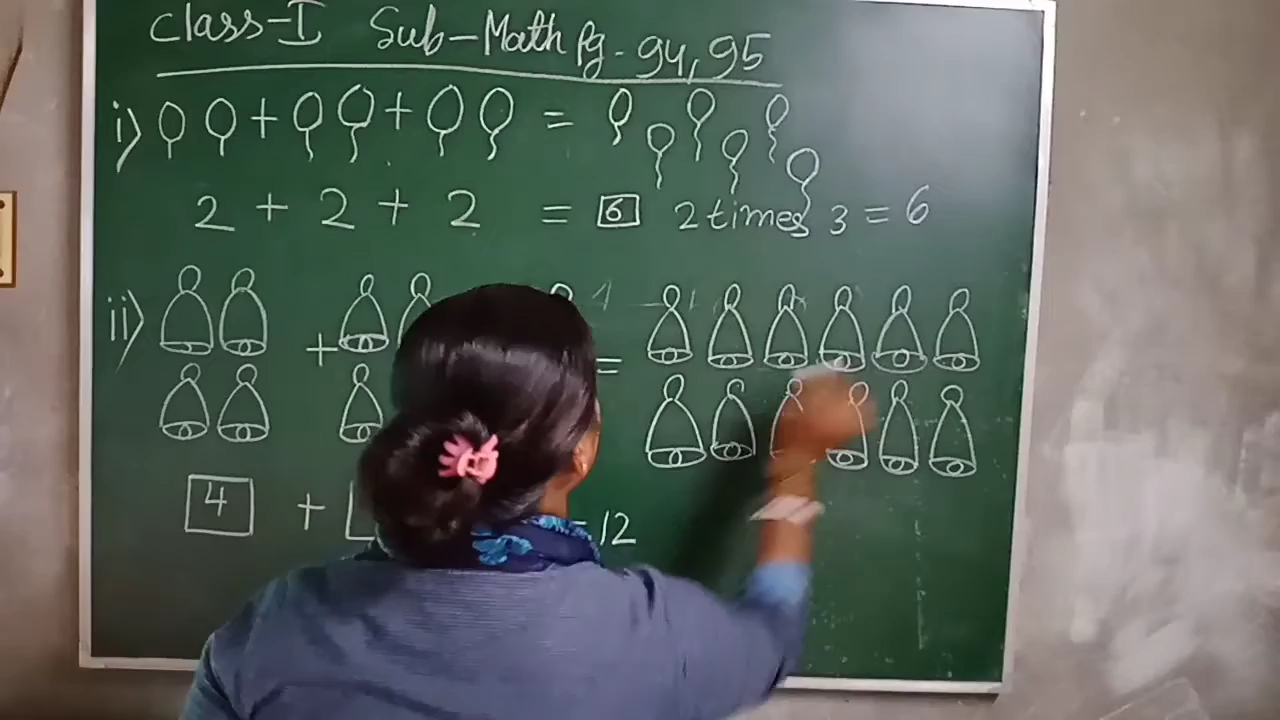 Class-I Sub-Math Pg-94,95
i)
+ + =
2 + 2 + 2 = 6 2 times 3 = 6
ii)
+ =
4 + = 12